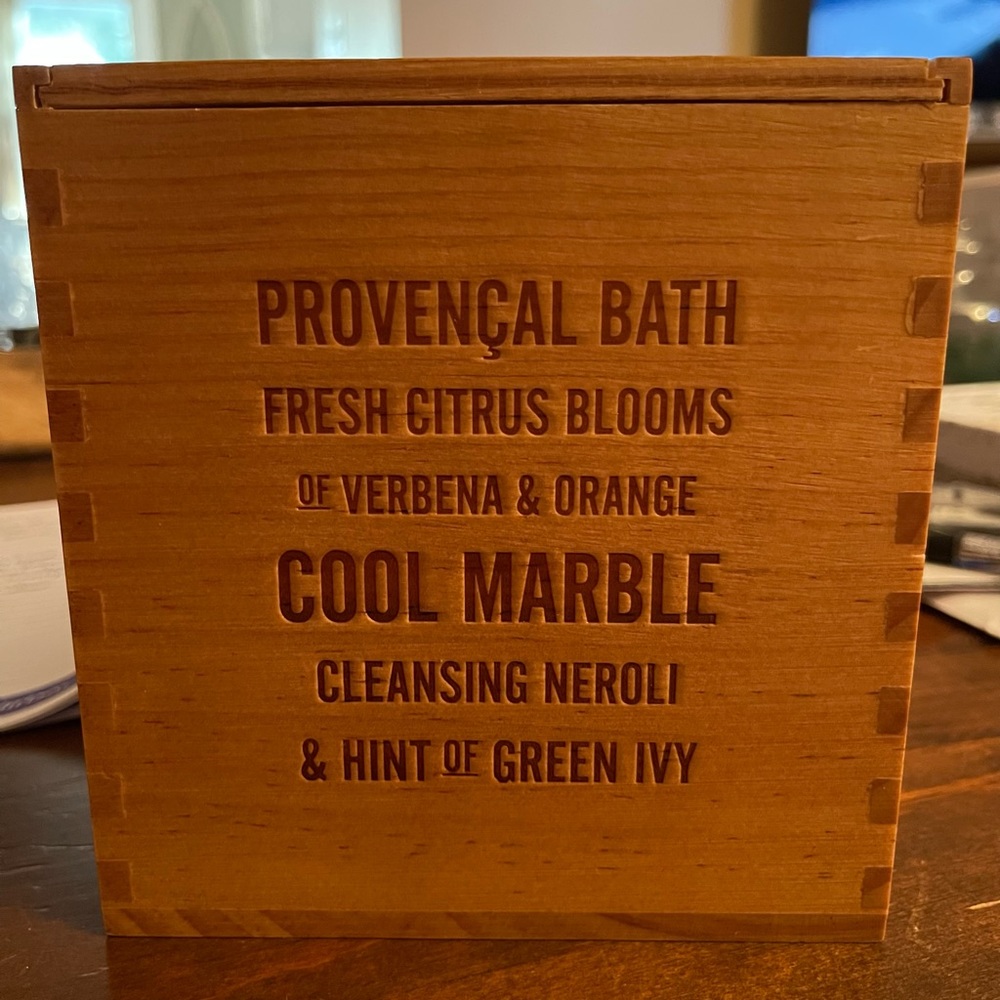 PROVENÇAL BATH
FRESH CITRUS BLOOMS
OF VERBENA & ORANGE
COOL MARBLE
CLEANSING NEROLI
& HINT OF GREEN IVY